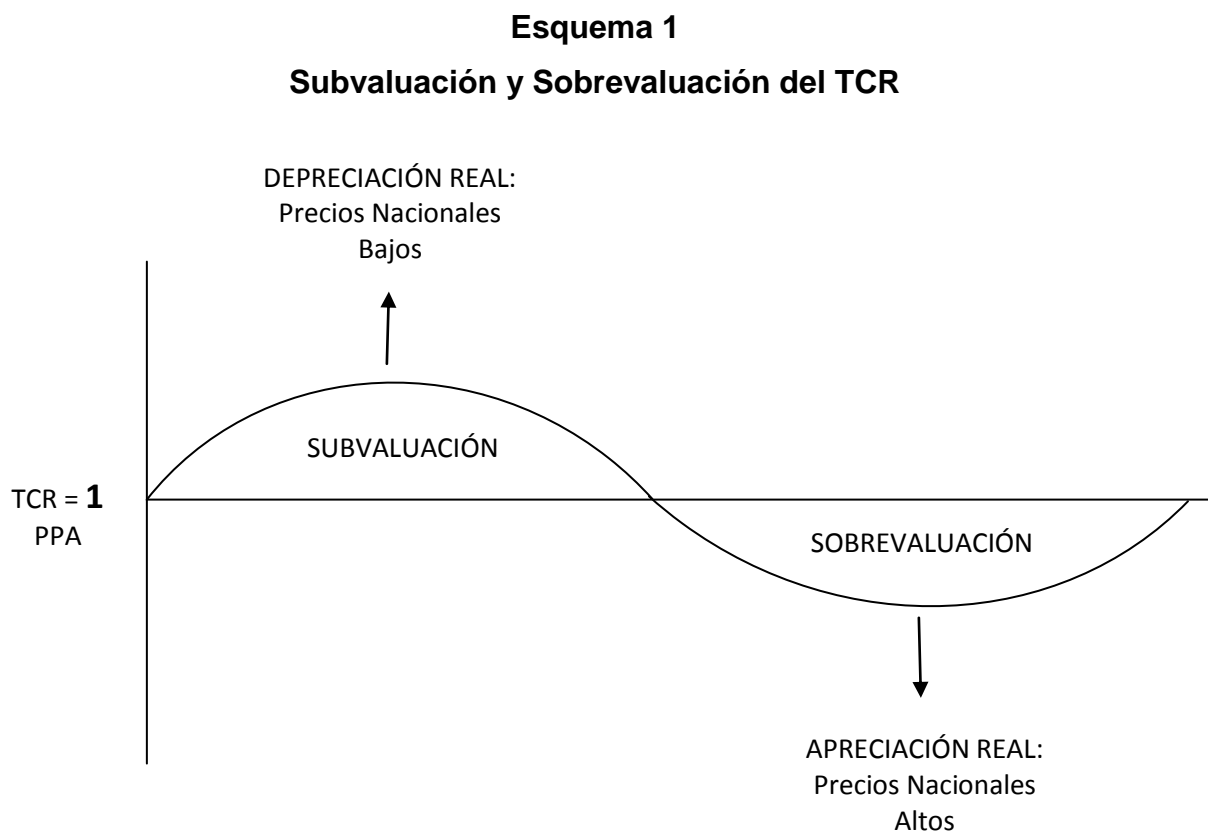 Esquema 1
Subvaluación y Sobrevaluación del TCR
DEPRECIACIÓN REAL:
Precios Nacionales
Bajos
SUBVALUACIÓN
TCR = 1
PPA
SOBREVALUACIÓN
APRECIACIÓN REAL:
Precios Nacionales
Altos